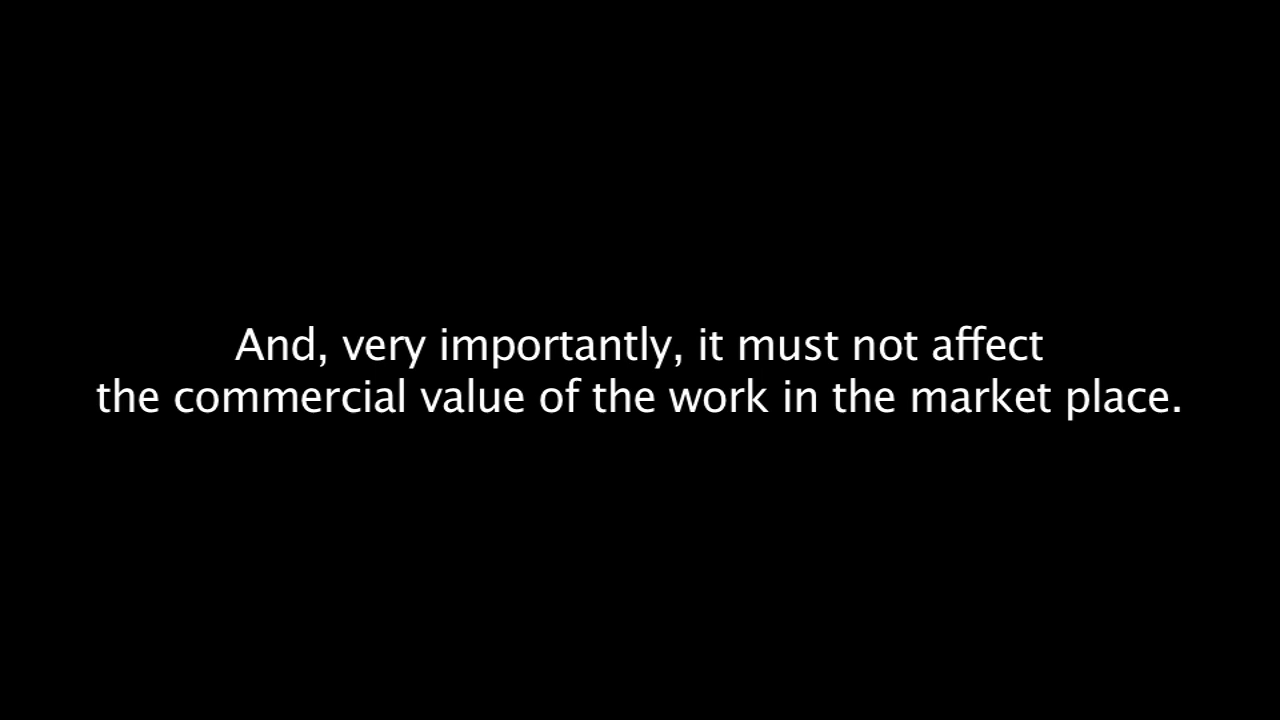 And, very importantly, it must not affect
the commercial value of the work in the market place.